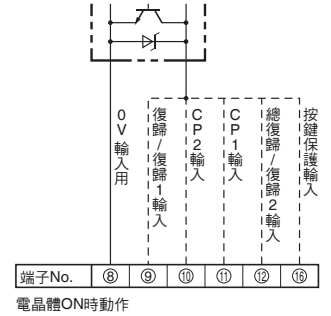 0V輸入用
復歸/復歸1輸入
CP2輸入
CP1輸入
總復歸/復歸2輸入
按鍵保護輸入
端子No. ⑧ ⑨ ⑩ ⑪ ⑫ ⑯
電晶體ON時動作